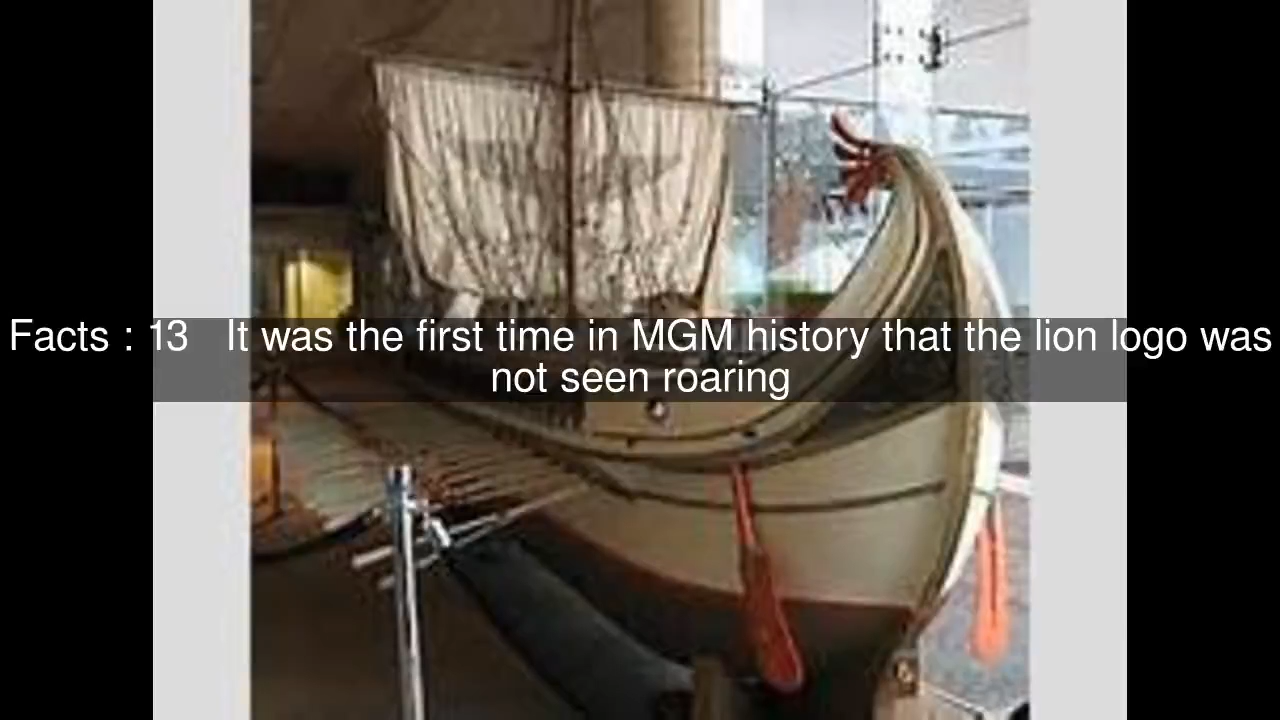 Facts : 13 It was the first time in MGM history that the lion logo was
not seen roaring